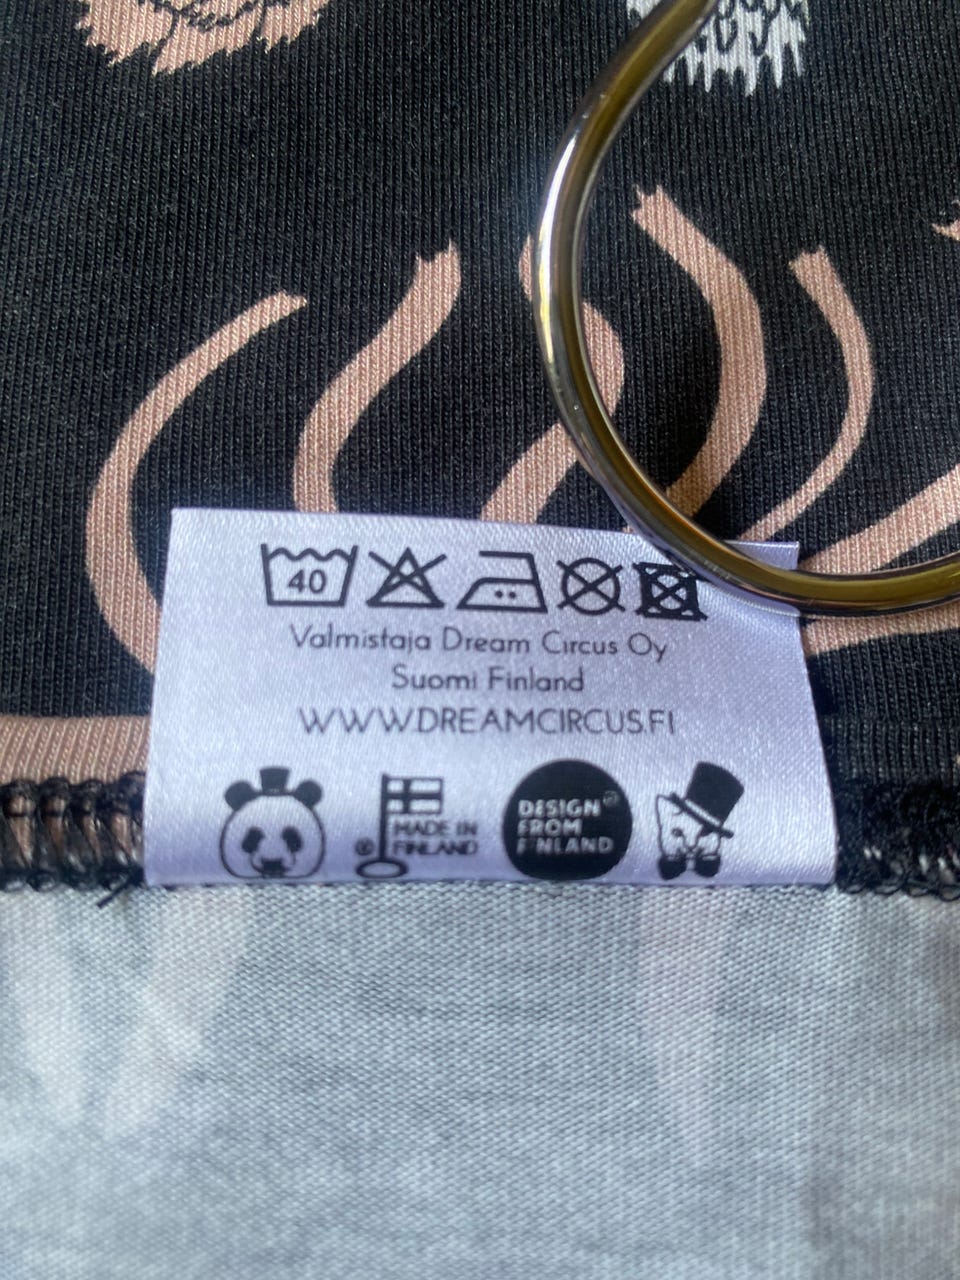 40
Valmistaja Dream Circus Oy
Suomi Finland
WWW.DREAMCIRCUS.FI
® MADE IN
FINLAND
DESIGN®
FROM
FINLAND